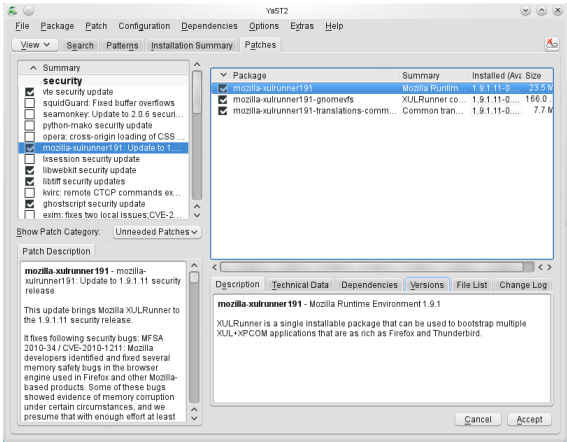 YaST2
File Package Patch Configuration Dependencies Options Extras Help
View Search Patterns Installation Summary Patches
Summary
security
vte security update
squidGuard: Fixed buffer overflows
seamonkey: Update to 2.0.6 securi...
python-mako security update
opera: cross-origin loading of CSS ...
mozilla-xulrunner191: Update to 1....
lxsession security update
libwebkit security update
libtiff security updates
kvirc: remote CTCP commands ex...
ghostscript security update
exim: fixes two local issues;CVE-2...
Show Patch Category: Unneeded Patches
Patch Description
mozilla-xulrunner191 - mozilla-
xulrunner191: Update to 1.9.1.11 security
release
This update brings Mozilla XULRunner to
the 1.9.1.11 security release.
It fixes following security bugs: MFSA
2010-34 / CVE-2010-1211: Mozilla
developers identified and fixed several
memory safety bugs in the browser
engine used in Firefox and other Mozilla-
based products. Some of these bugs
showed evidence of memory corruption
under certain circumstances, and we
presume that with enough effort at least
Package Summary Installed (Ava Size
mozilla-xulrunner191 Mozilla Runtim... 1.9.1.11-0.... 23.5 M
mozilla-xulrunner191-gnomevfs XULRunner co... 1.9.1.11-0.... 166.0 .
mozilla-xulrunner191-translations-comm... Common tran... 1.9.1.11-0.... 7.7 M
Description Technical Data Dependencies Versions File List Change Log
mozilla-xulrunner191 - Mozilla Runtime Environment 1.9.1
XULRunner is a single installable package that can be used to bootstrap multiple
XUL+XPCOM applications that are as rich as Firefox and Thunderbird.
Cancel Accept